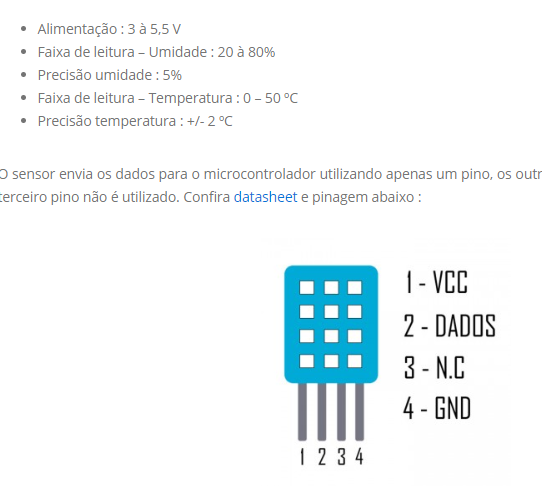 Alimentação : 3 à 5,5 V
Faixa de leitura – Umidade : 20 à 80%
Precisão umidade : 5%
Faixa de leitura – Temperatura : 0 – 50 ºC
Precisão temperatura : +/- 2 ºC
O sensor envia os dados para o microcontrolador utilizando apenas um pino, os outr
terceiro pino não é utilizado. Confira datasheet e pinagem abaixo :
1 - VCC
2 - DADOS
3 - N.C
4 - GND
1 2 3 4